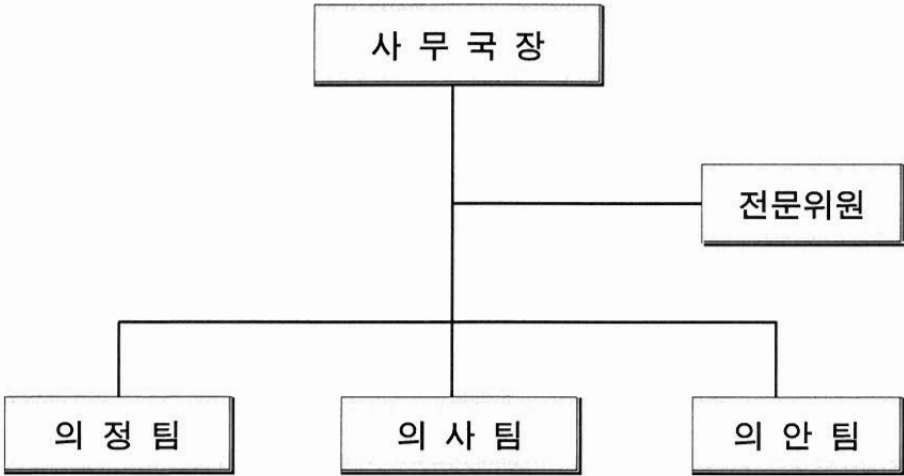 사 무 국 장
전문위원
의 정 팀
의 사 팀
의 안 팀